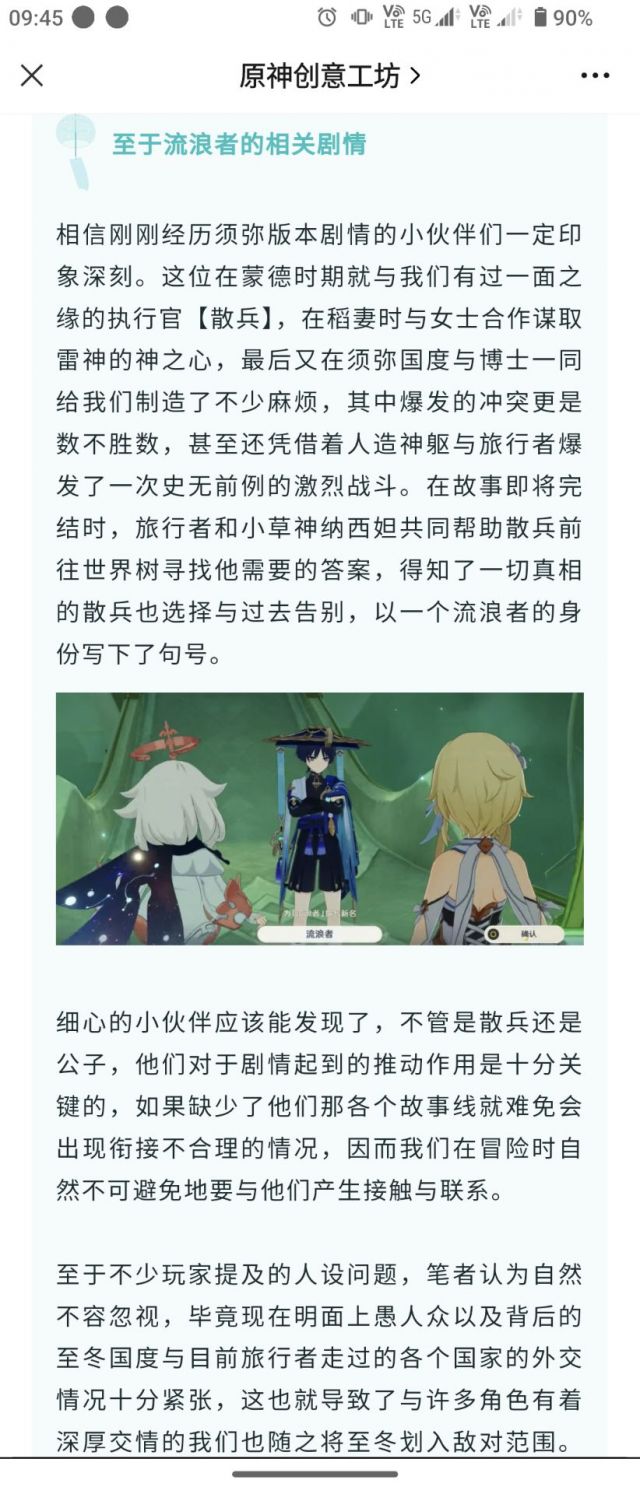 09:45
Vo LTE 5G Vo LTE 90%
原神创意工坊
至于流浪者的相关剧情
相信刚刚经历须弥版本剧情的小伙伴们一定印
象深刻。这位在蒙德时期就与我们有过一面之
缘的执行官【散兵】，在稻妻时与女士合作谋取
雷神的神之心，最后又在须弥国度与博士一同
给我们制造了不少麻烦，其中爆发的冲突更是
数不胜数，甚至还凭借着人造神躯与旅行者爆
发了一次史无前例的激烈战斗。在故事即将完
结时，旅行者和小草神纳西妲共同帮助散兵前
往世界树寻找他需要的答案，得知了一切真相
的散兵也选择与过去告别，以一个流浪者的身
份写下了句号。
流浪者
确认
细心的小伙伴应该能发现了，不管是散兵还是
公子，他们对于剧情起到的推动作用是十分关
键的，如果缺少了他们那各个故事线就难免会
出现衔接不合理的情况，因而我们在冒险时自
然不可避免地要与他们产生接触与联系。
至于不少玩家提及的人设问题，笔者认为自然
不容忽视，毕竟现在明面上愚人众以及背后的
至冬国度与目前旅行者走过的各个国家的外交
情况十分紧张，这也就导致了与许多角色有着
深厚交情的我们也随之将至冬划入敌对范围。